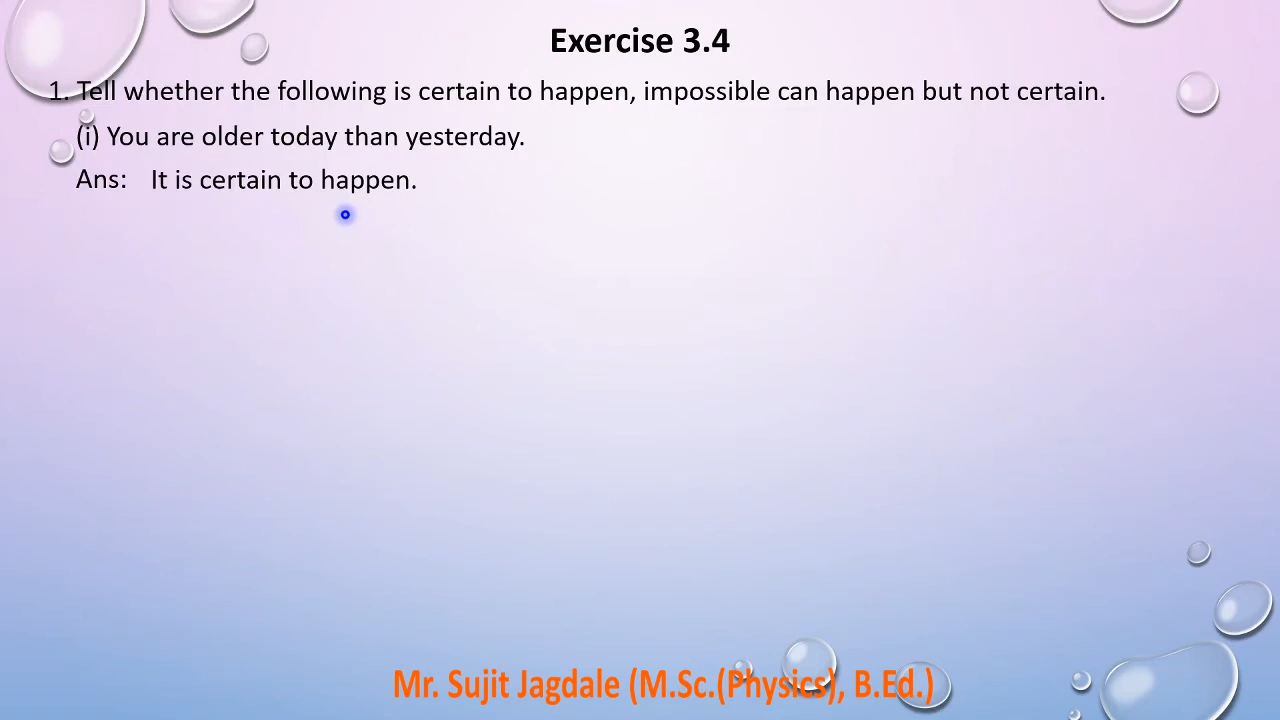 Exercise 3.4
1. Tell whether the following is certain to happen, impossible can happen but not certain.
(i) You are older today than yesterday.
Ans: It is certain to happen.
Mr. Sujit Jagdale (M.Sc.(Physics), B.Ed.)